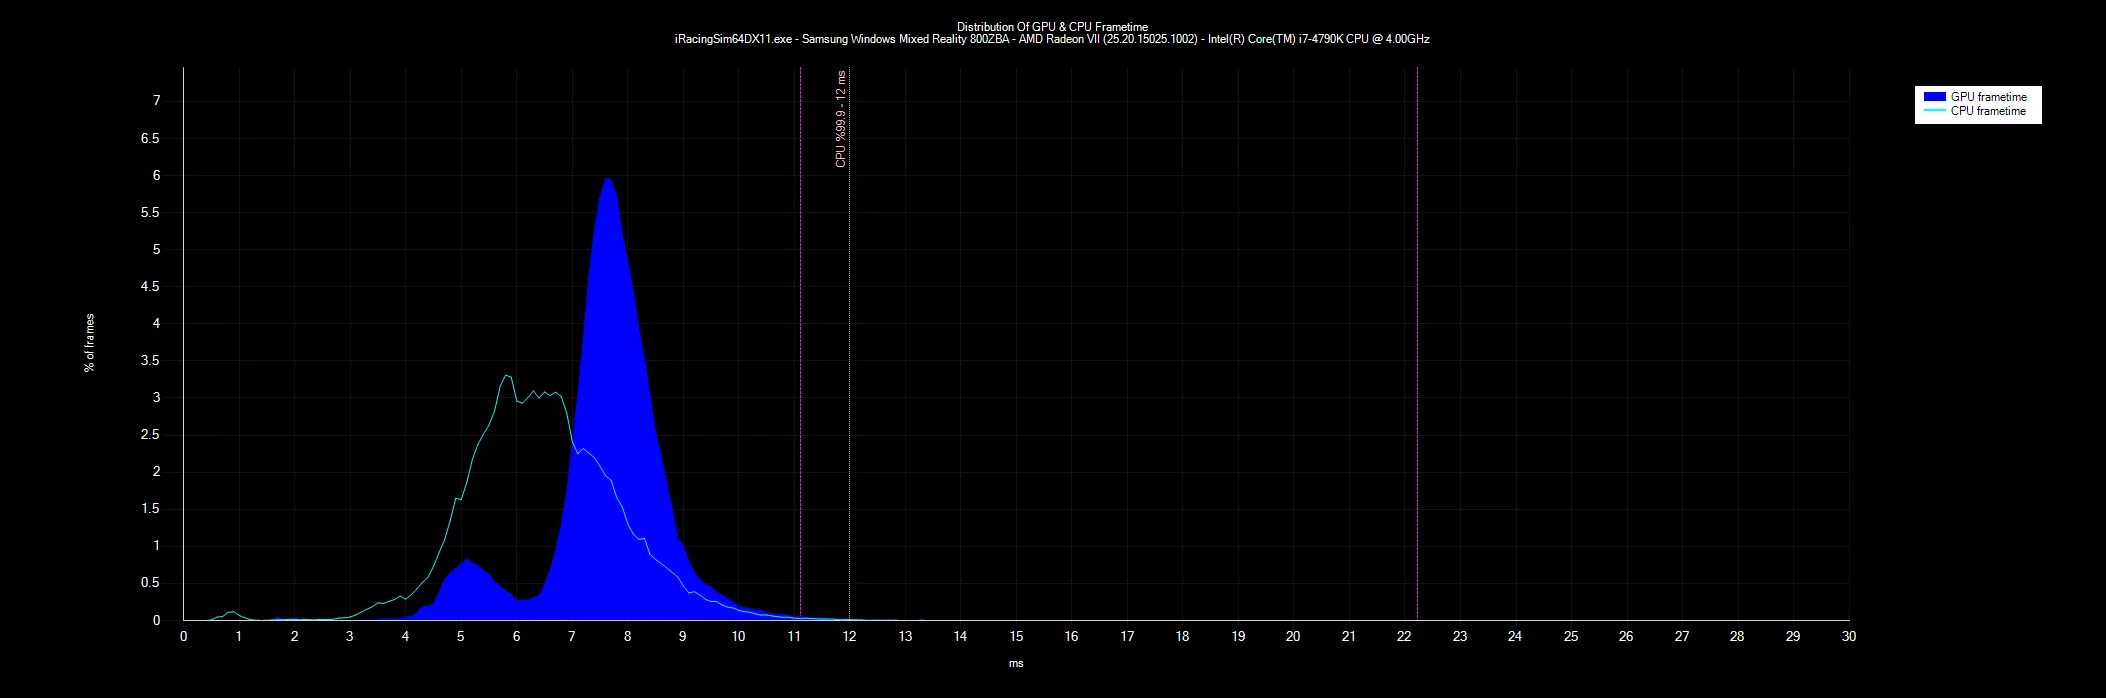 Distribution Of GPU & CPU Frametime
iRacingSim64DX11.exe - Samsung Windows Mixed Reality 800ZBA - AMD Radeon VII (25.20.15025.1002) - Intel(R) Core(TM) i7-4790K CPU @ 4.00GHz
CPU %99.9 - 12 ms
GPU frametime
CPU frametime
7
6.5
6
5.5
5
4.5
4
3.5
3
2.5
2
1.5
1
0.5
0
% of frames
0 1 2 3 4 5 6 7 8 9 10 11 12 13 14 15 16 17 18 19 20 21 22 23 24 25 26 27 28 29 30
ms